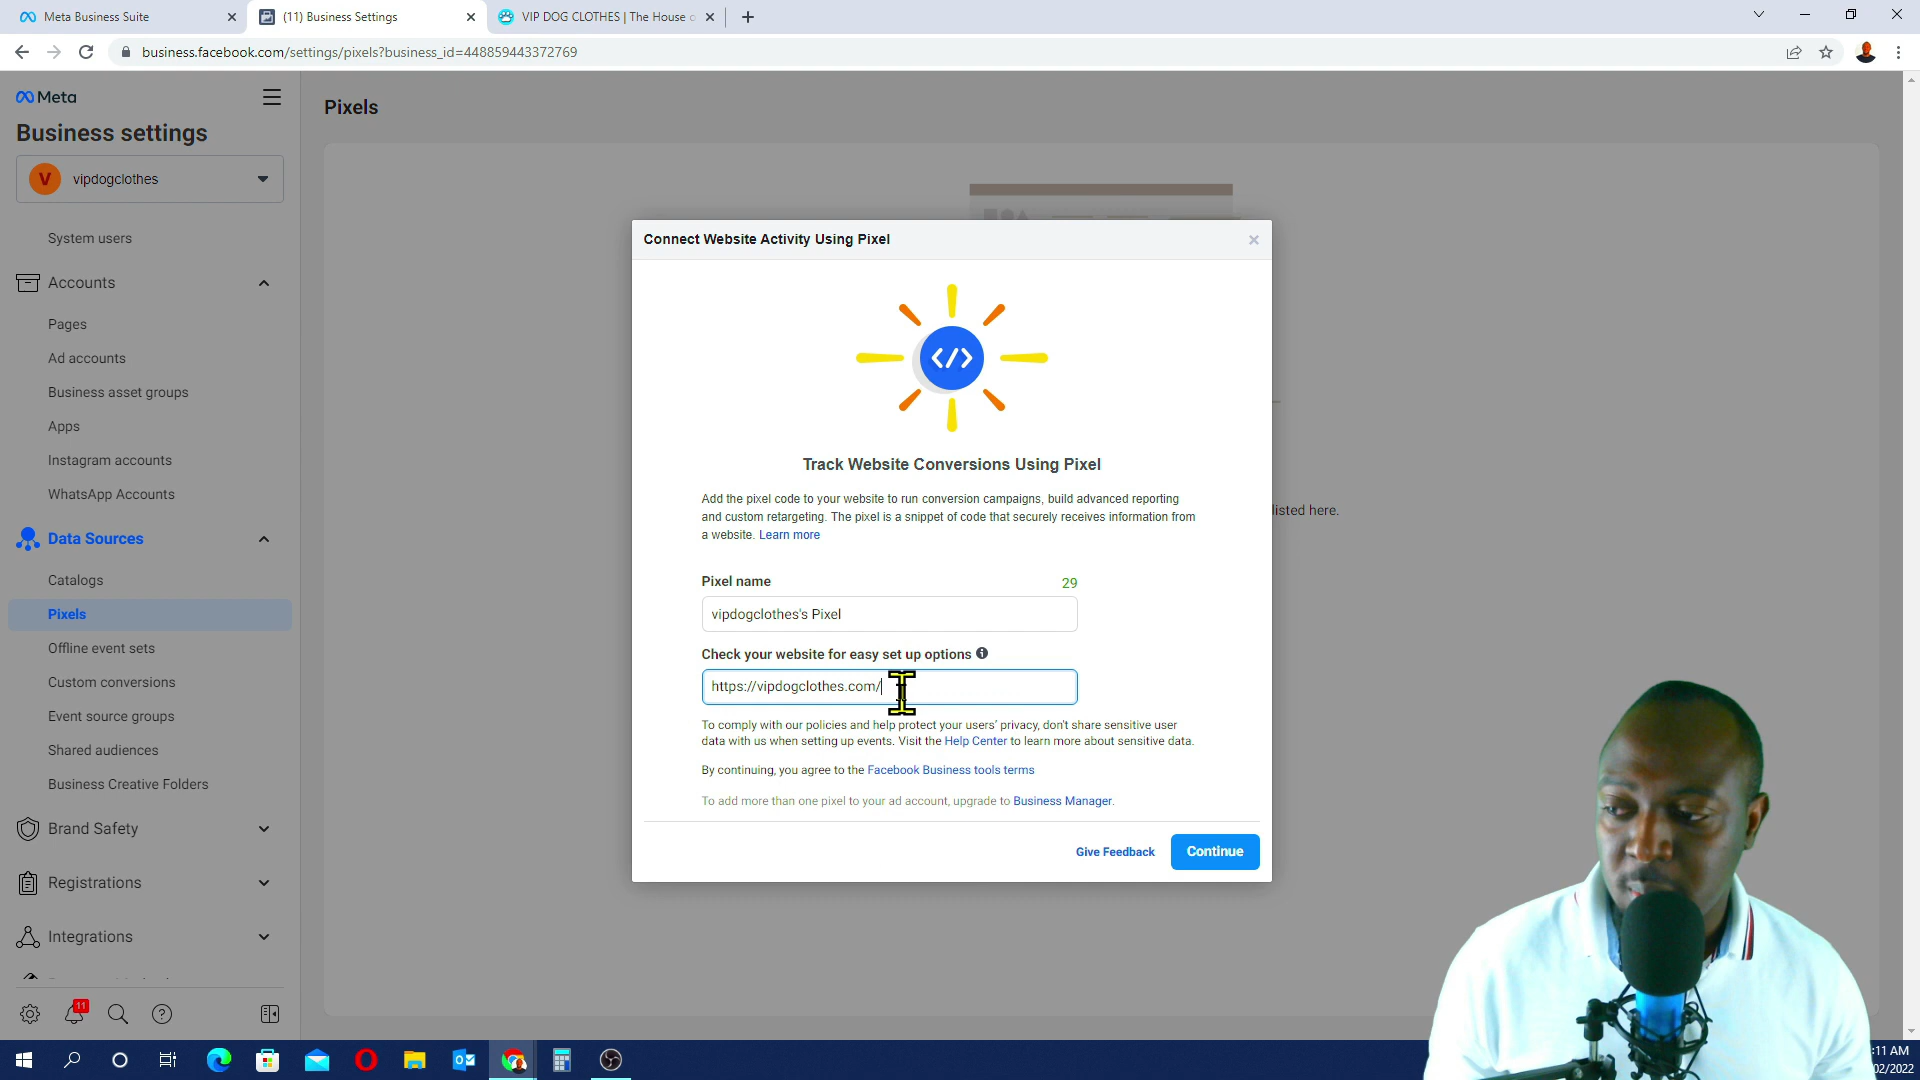 Meta Business Suite
(11) Business Settings
VIP DOG CLOTHES | The House
business.facebook.com/settings/pixels?business_id=448859443372769
Meta
Business settings
V vipdogclothes
System users
Accounts
Pages
Ad accounts
Business asset groups
Apps
Instagram accounts
WhatsApp Accounts
Data Sources
Catalogs
Pixels
Offline event sets
Custom conversions
Event source groups
Shared audiences
Business Creative Folders
Brand Safety
Registrations
Integrations
11
Pixels
listed here.
Connect Website Activity Using Pixel
Track Website Conversions Using Pixel
Add the pixel code to your website to run conversion campaigns, build advanced reporting
and custom retargeting. The pixel is a snippet of code that securely receives information from
a website. Learn more
Pixel name 29
vipdogclothes's Pixel
Check your website for easy set up options
https://vipdogclothes.com/
To comply with our policies and help protect your users' privacy, don't share sensitive user
data with us when setting up events. Visit the Help Center to learn more about sensitive data.
By continuing, you agree to the Facebook Business tools terms
To add more than one pixel to your ad account, upgrade to Business Manager.
Give Feedback
Continue
:11 AM
02/2022